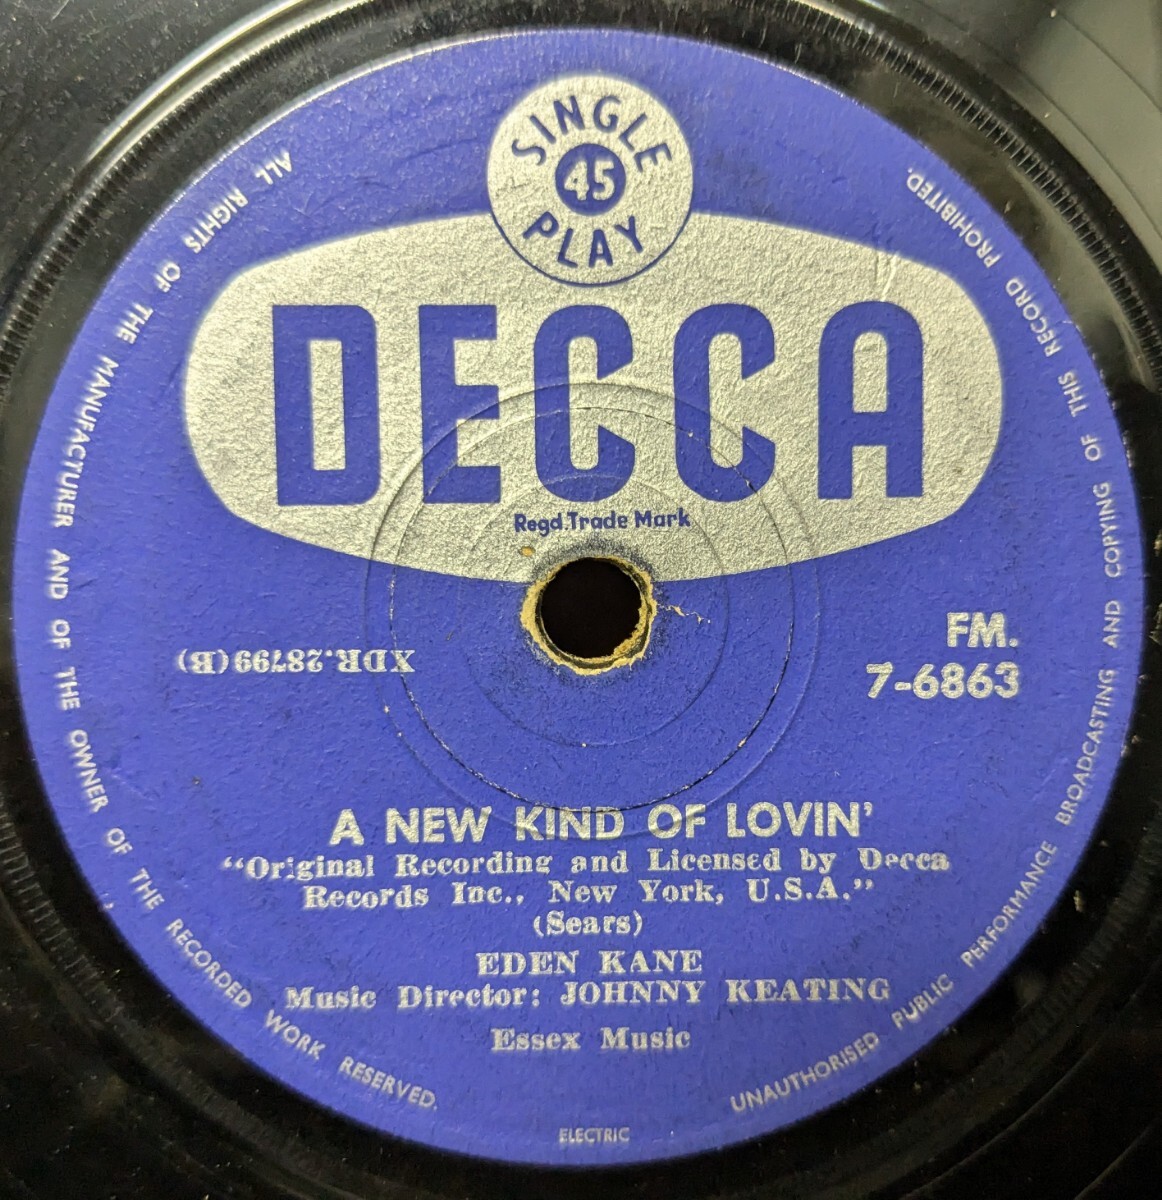 SINGLE
45
PLAY
DECCA
Regd. Trade Mark
FM.
7-6863
XDR.28799(B)
A NEW KIND OF LOVIN'
"Original Recording and Licensed by Decca
Records Inc., New York, U.S.A."
(Sears)
EDEN KANE
Music Director: JOHNNY KEATING
Essex Music
ALL RIGHTS OF THE MANUFACTURER AND OF THE OWNER OF THE RECORDED WORK RESERVED.
ELECTRIC
UNAUTHORISED PUBLIC PERFORMANCE BROADCASTING AND COPYING OF THIS RECORD PROHIBITED.